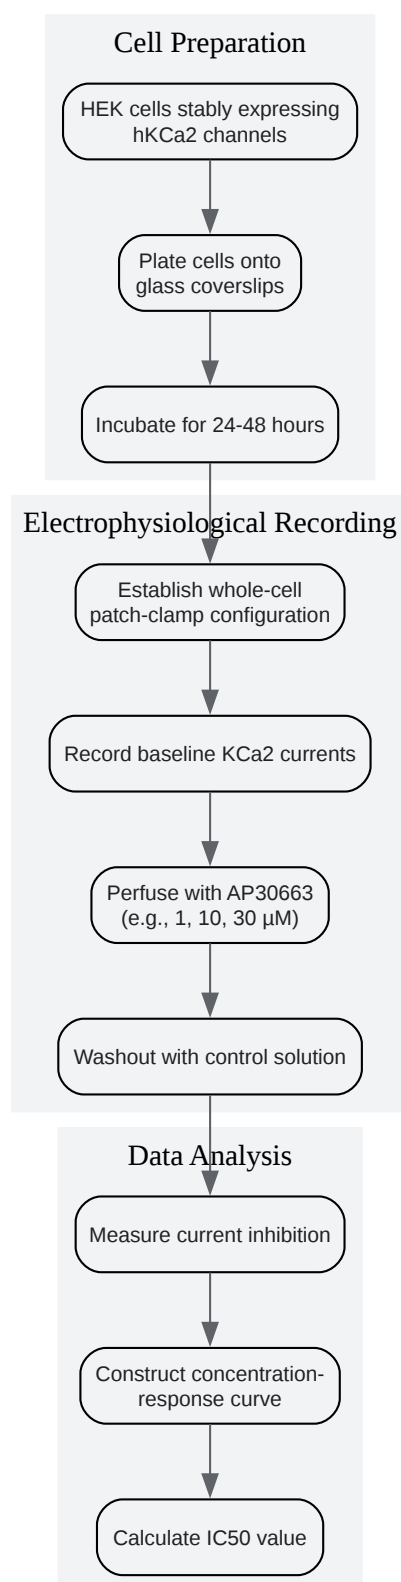 Cell Preparation
HEK cells stably expressing
hKCa2 channels
Plate cells onto
glass coverslips
Incubate for 24-48 hours
Electrophysiological Recording
Establish whole-cell
patch-clamp configuration
Record baseline KCa2 currents
Perfuse with AP30663
(e.g., 1, 10, 30 µM)
Washout with control solution
Data Analysis
Measure current inhibition
Construct concentration-
response curve
Calculate IC50 value